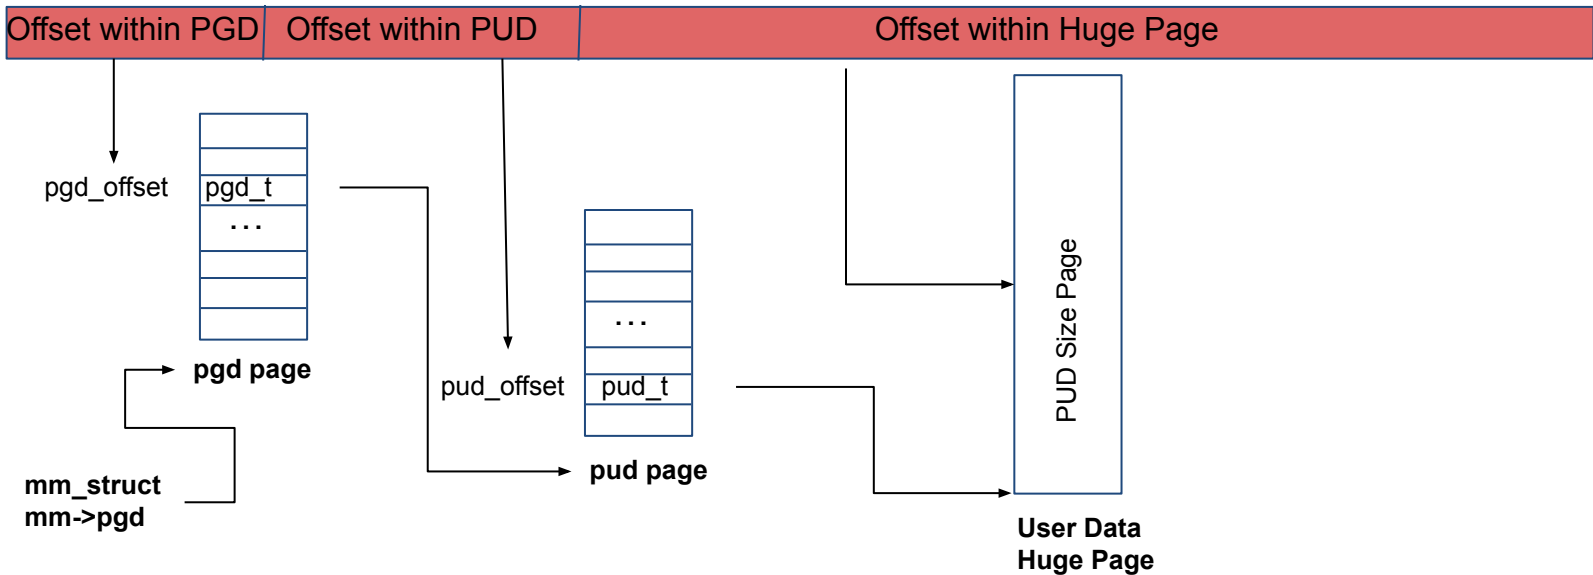 Offset within PGD
Offset within PUD
Offset within Huge Page
pgd_offset
pgd_t
...
pgd page
pud_offset
...
pud_t
pud page
mm_struct
mm->pgd
PUD Size Page
User Data
Huge Page